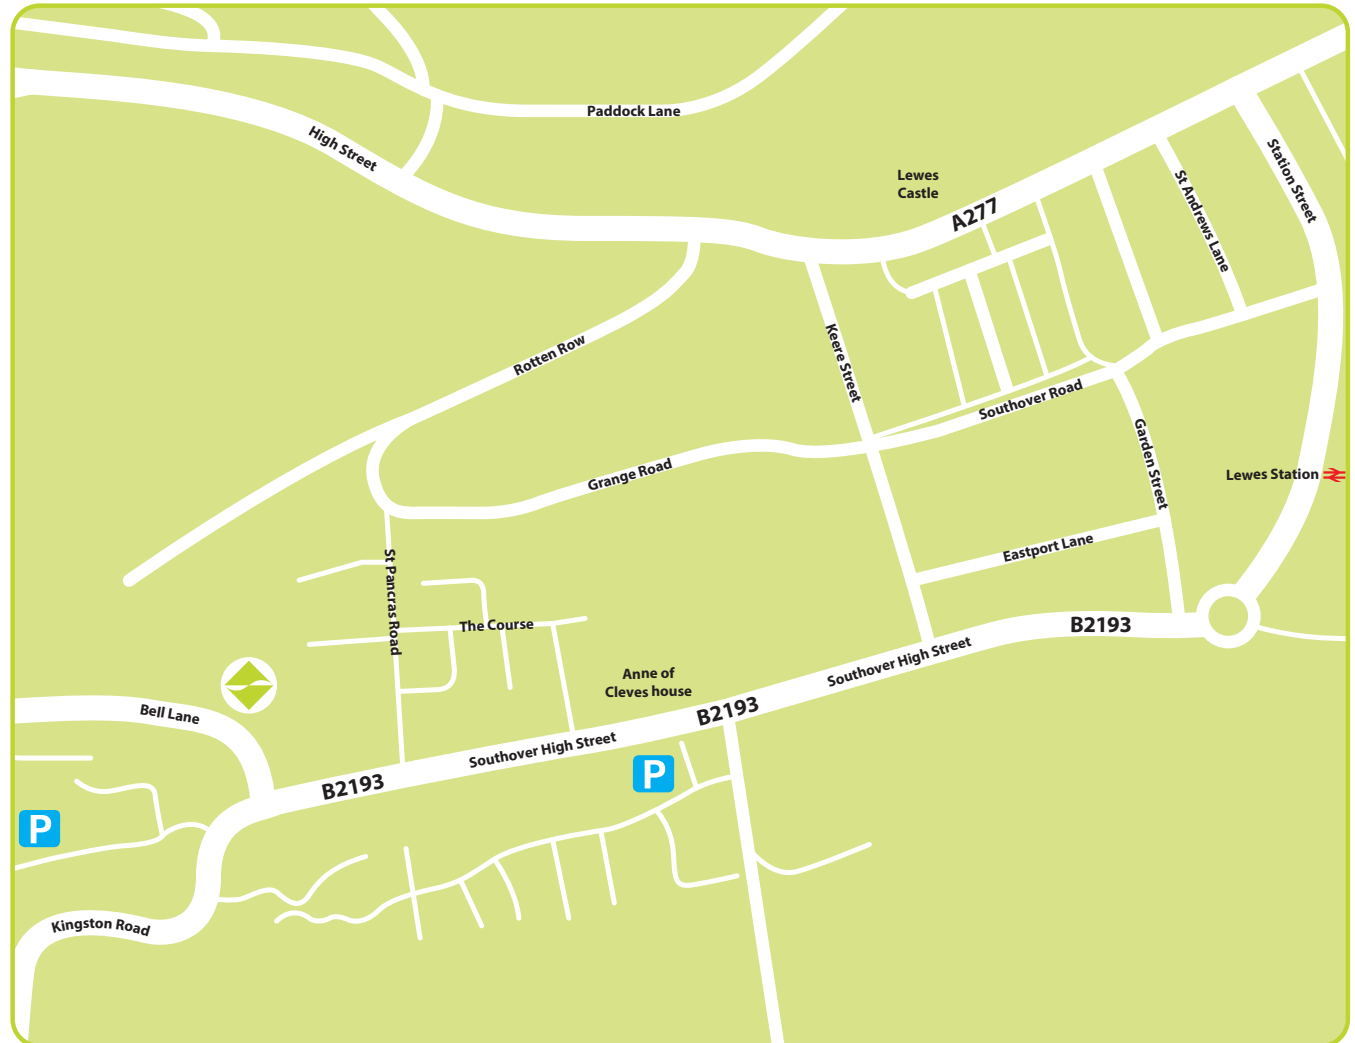 Paddock Lane
High Street
Lewes
Castle
A277
Station Street
St Andrews Lane
Rotten Row
Keere Street
Southover Road
Grange Road
Garden Street
Lewes Station
Eastport Lane
St Pancras Road
The Course
B2193
Southover High Street
Anne of
Cleves house
B2193
Bell Lane
Southover High Street
B2193
P
P
Kingston Road